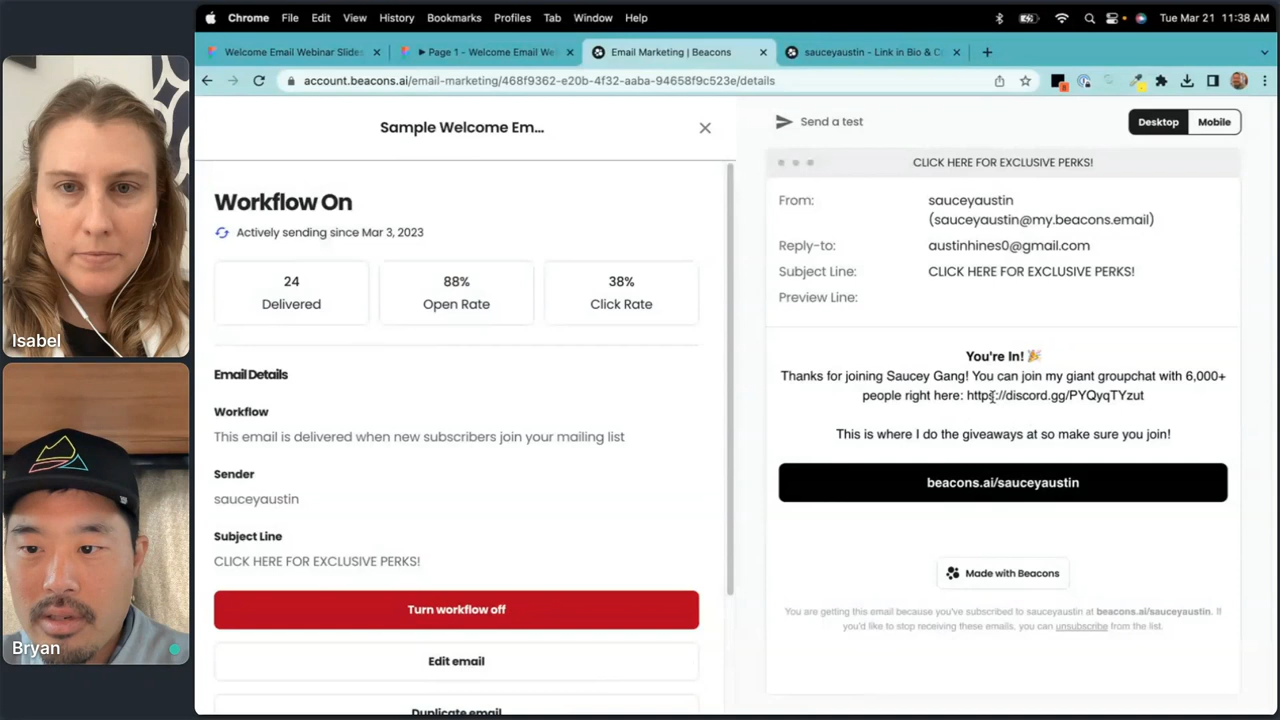 Chrome File Edit View History Bookmarks Profiles Tab Window Help
Tue Mar 21 11:38 AM
Welcome Email Webinar Slides
Page 1 - Welcome Email We
Email Marketing | Beacons
sauceyaustin - Link in Bio & C
account.beacons.ai/email-marketing/468f9362-e20b-4f32-aaba-94658f9c523e/details
Isabel
Bryan
Sample Welcome Em...
Workflow On
Actively sending since Mar 3, 2023
24
Delivered
88%
Open Rate
38%
Click Rate
Email Details
Workflow
This email is delivered when new subscribers join your mailing list
Sender
sauceyaustin
Subject Line
CLICK HERE FOR EXCLUSIVE PERKS!
Turn workflow off
Edit email
Duplicate email
Send a test
Desktop
Mobile
CLICK HERE FOR EXCLUSIVE PERKS!
From: sauceyaustin
(sauceyaustin@my.beacons.email)
Reply-to: austinhines0@gmail.com
Subject Line: CLICK HERE FOR EXCLUSIVE PERKS!
Preview Line:
You're In! 🎉
Thanks for joining Saucey Gang! You can join my giant groupchat with 6,000+
people right here: https://discord.gg/PYQyqTYzut
This is where I do the giveaways at so make sure you join!
beacons.ai/sauceyaustin
Made with Beacons
You are getting this email because you've subscribed to sauceyaustin at beacons.ai/sauceyaustin. If
you'd like to stop receiving these emails, you can unsubscribe from the list.